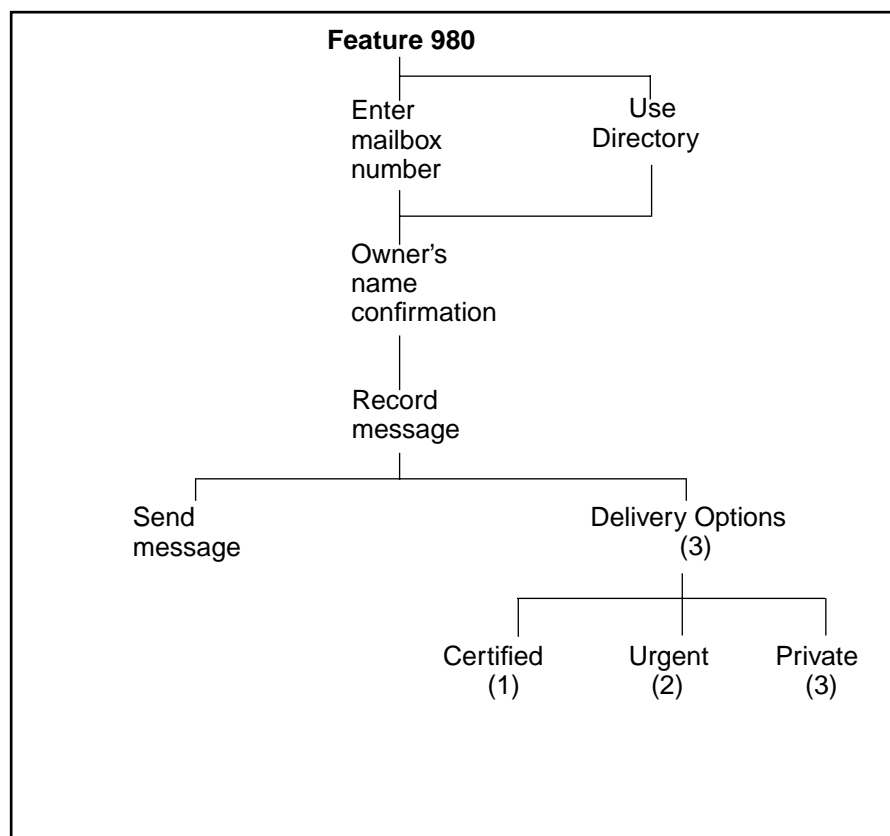 Feature 980
Enter
mailbox
number
Use
Directory
Owner's
name
confirmation
Record
message
Send
message
Delivery Options
(3)
Certified
(1)
Urgent
(2)
Private
(3)